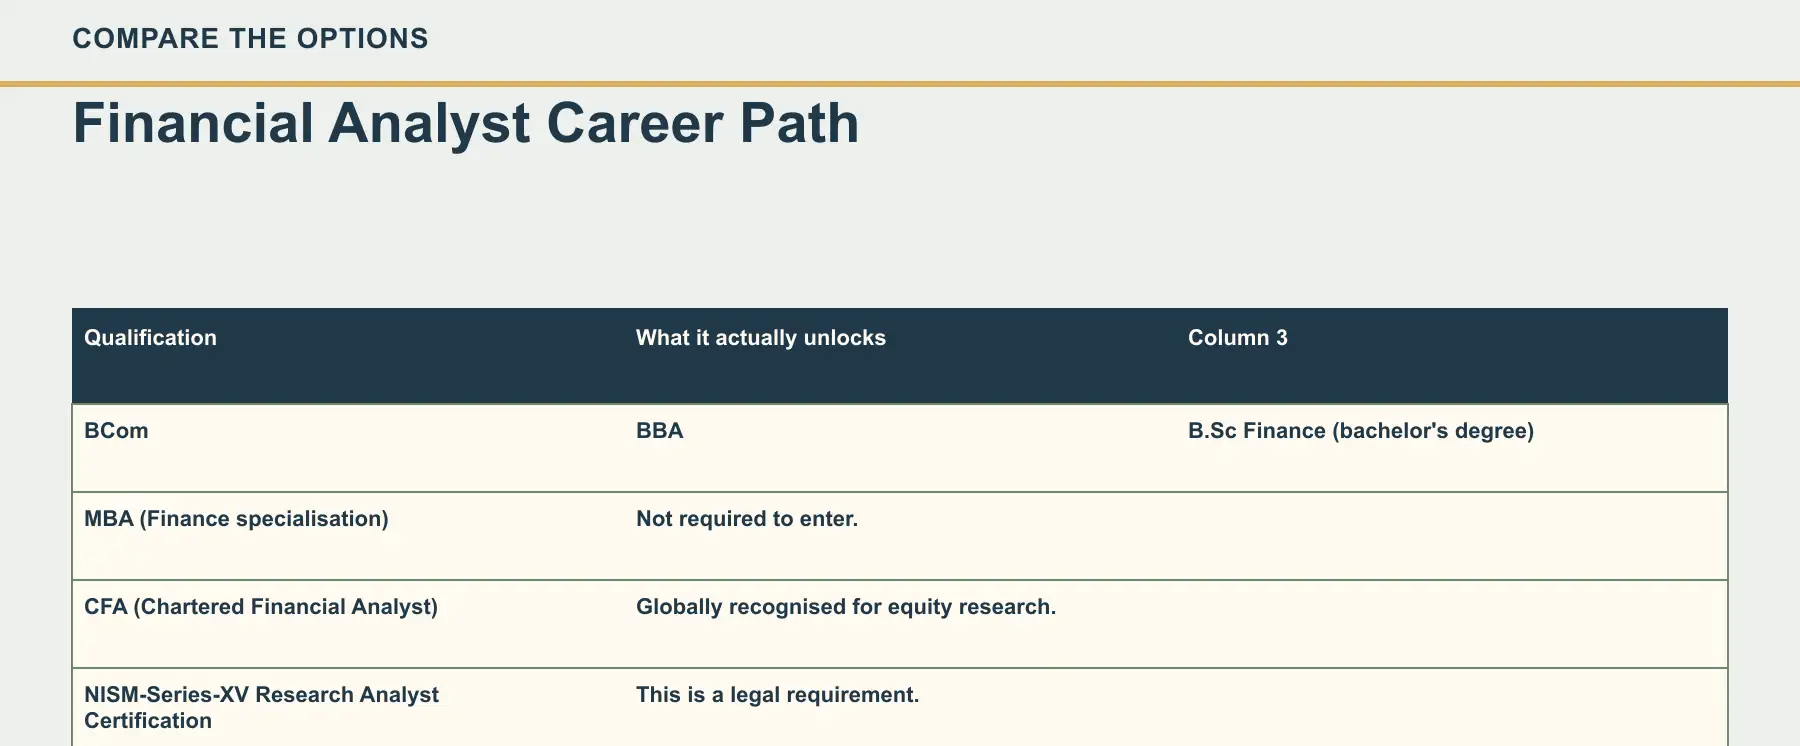 COMPARE THE OPTIONS
Financial Analyst Career Path
Qualification What it actually unlocks Column 3
BCom BBA B.Sc Finance (bachelor's degree)
MBA (Finance specialisation) Not required to enter.
CFA (Chartered Financial Analyst) Globally recognised for equity research.
NISM-Series-XV Research Analyst This is a legal requirement.
Certification